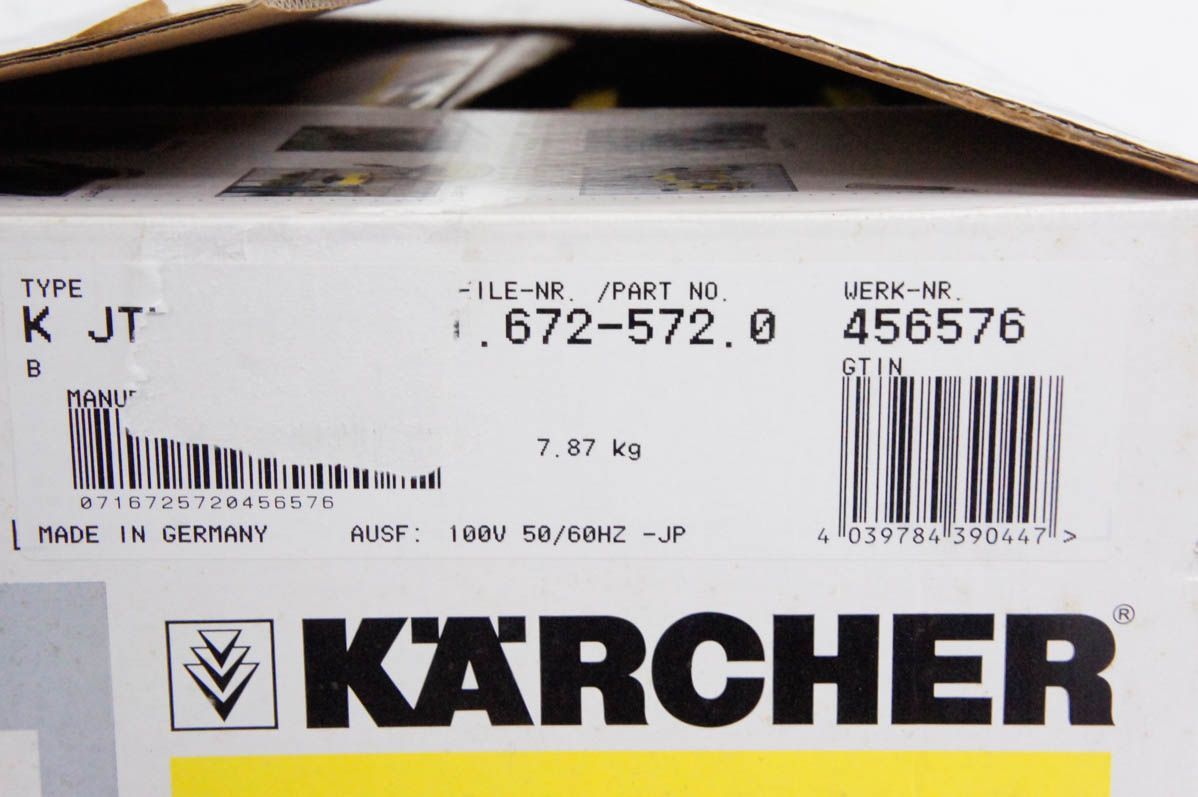 TYPE
K JT
-ILE-NR. /PART NO.
.672-572.0
WERK-NR.
456576
B
GTIN
MANU
7.87 kg
0716725720456576
MADE IN GERMANY AUSF: 100V 50/60HZ -JP
4 039784 390447 >
KÄRCHER®